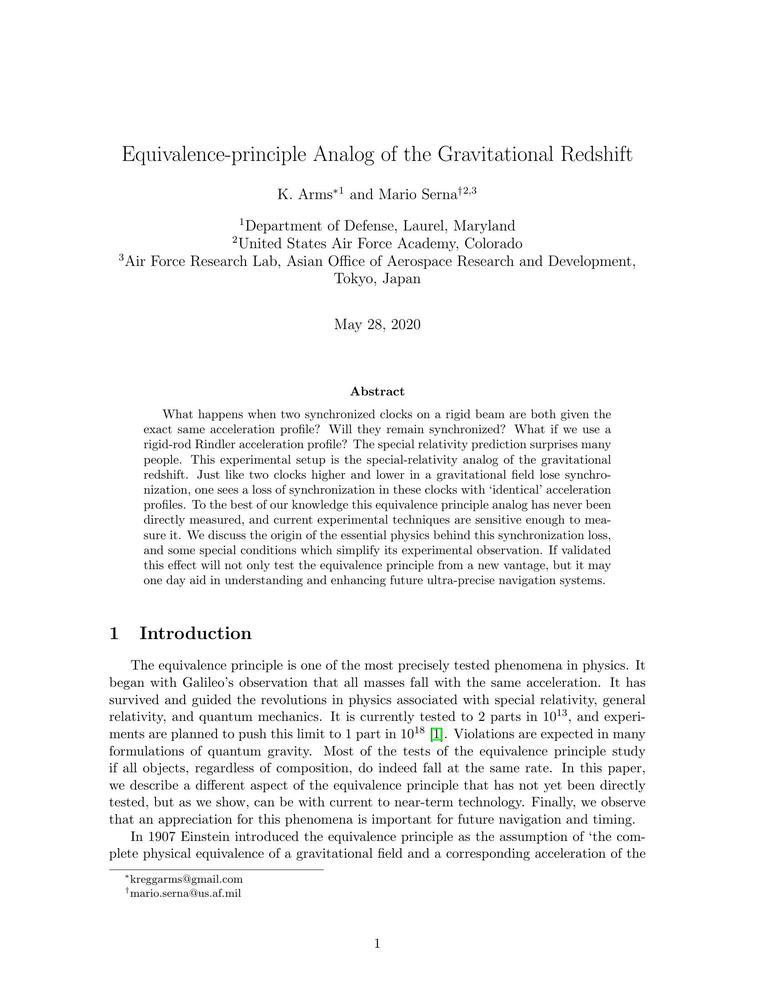 Equivalence-principle Analog of the Gravitational Redshift
K. Arms*1 and Mario Serna†2,3
1Department of Defense, Laurel, Maryland
2United States Air Force Academy, Colorado
3Air Force Research Lab, Asian Office of Aerospace Research and Development,
Tokyo, Japan
May 28, 2020
Abstract
What happens when two synchronized clocks on a rigid beam are both given the
exact same acceleration profile? Will they remain synchronized? What if we use a
rigid-rod Rindler acceleration profile? The special relativity prediction surprises many
people. This experimental setup is the special-relativity analog of the gravitational
redshift. Just like two clocks higher and lower in a gravitational field lose synchro-
nization, one sees a loss of synchronization in these clocks with ‘identical’ acceleration
profiles. To the best of our knowledge this equivalence principle analog has never been
directly measured, and current experimental techniques are sensitive enough to mea-
sure it. We discuss the origin of the essential physics behind this synchronization loss,
and some special conditions which simplify its experimental observation. If validated
this effect will not only test the equivalence principle from a new vantage, but it may
one day aid in understanding and enhancing future ultra-precise navigation systems.
1 Introduction
The equivalence principle is one of the most precisely tested phenomena in physics. It
began with Galileo’s observation that all masses fall with the same acceleration. It has
survived and guided the revolutions in physics associated with special relativity, general
relativity, and quantum mechanics. It is currently tested to 2 parts in 10^13, and experi-
ments are planned to push this limit to 1 part in 10^18 [1]. Violations are expected in many
formulations of quantum gravity. Most of the tests of the equivalence principle study
if all objects, regardless of composition, do indeed fall at the same rate. In this paper,
we describe a different aspect of the equivalence principle that has not yet been directly
tested, but as we show, can be with current to near-term technology. Finally, we observe
that an appreciation for this phenomena is important for future navigation and timing.
In 1907 Einstein introduced the equivalence principle as the assumption of ‘the com-
plete physical equivalence of a gravitational field and a corresponding acceleration of the
*kreggarms@gmail.com
†mario.serna@us.af.mil
1